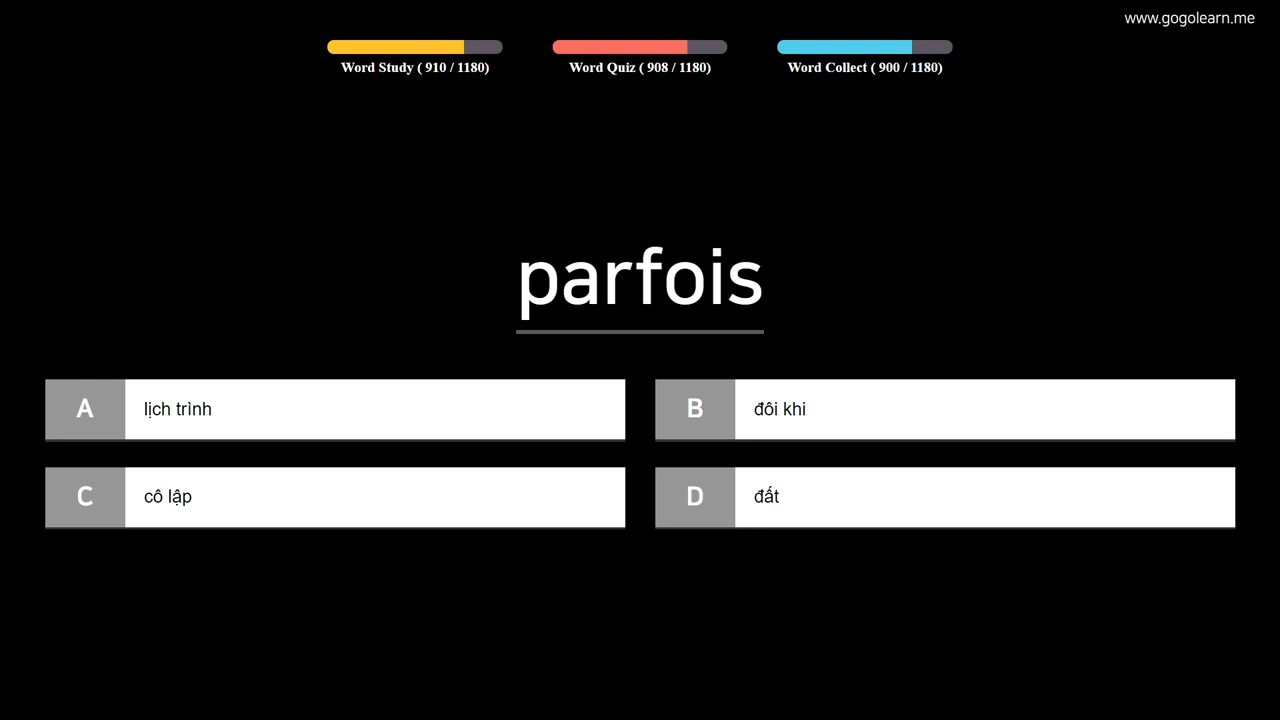 www.gogolearn.me
Word Study ( 910 / 1180)
Word Quiz ( 908 / 1180)
Word Collect ( 900 / 1180)
parfois
A lịch trình
B đôi khi
C cô lập
D đất